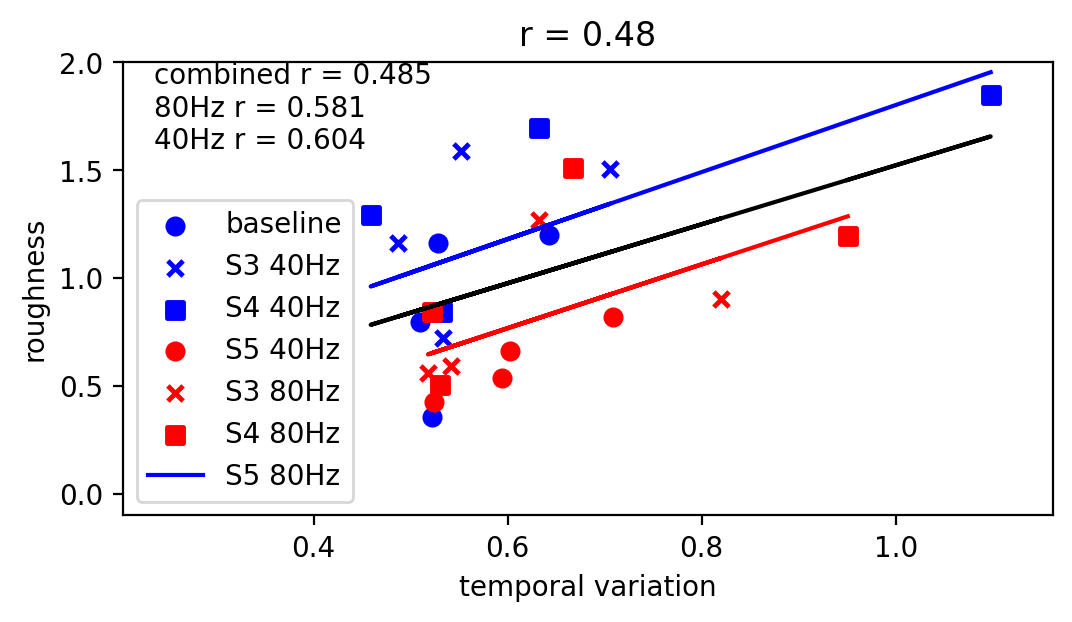 r = 0.48
combined r = 0.485
80Hz r = 0.581
40Hz r = 0.604
baseline
S3 40Hz
S4 40Hz
S5 40Hz
S3 80Hz
S4 80Hz
S5 80Hz
roughness
2.0
1.5
1.0
0.5
0.0
0.4 0.6 0.8 1.0
temporal variation